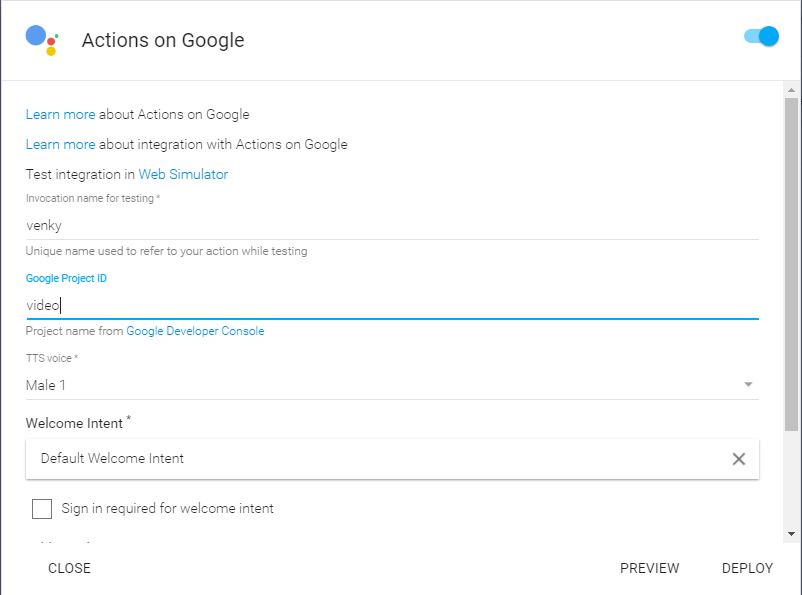 Actions on Google
Learn more about Actions on Google
Learn more about integration with Actions on Google
Test integration in Web Simulator
Invocation name for testing *
venky
Unique name used to refer to your action while testing
Google Project ID
video
Project name from Google Developer Console
TTS voice *
Male 1
Welcome Intent *
Default Welcome Intent
Sign in required for welcome intent
CLOSE PREVIEW DEPLOY